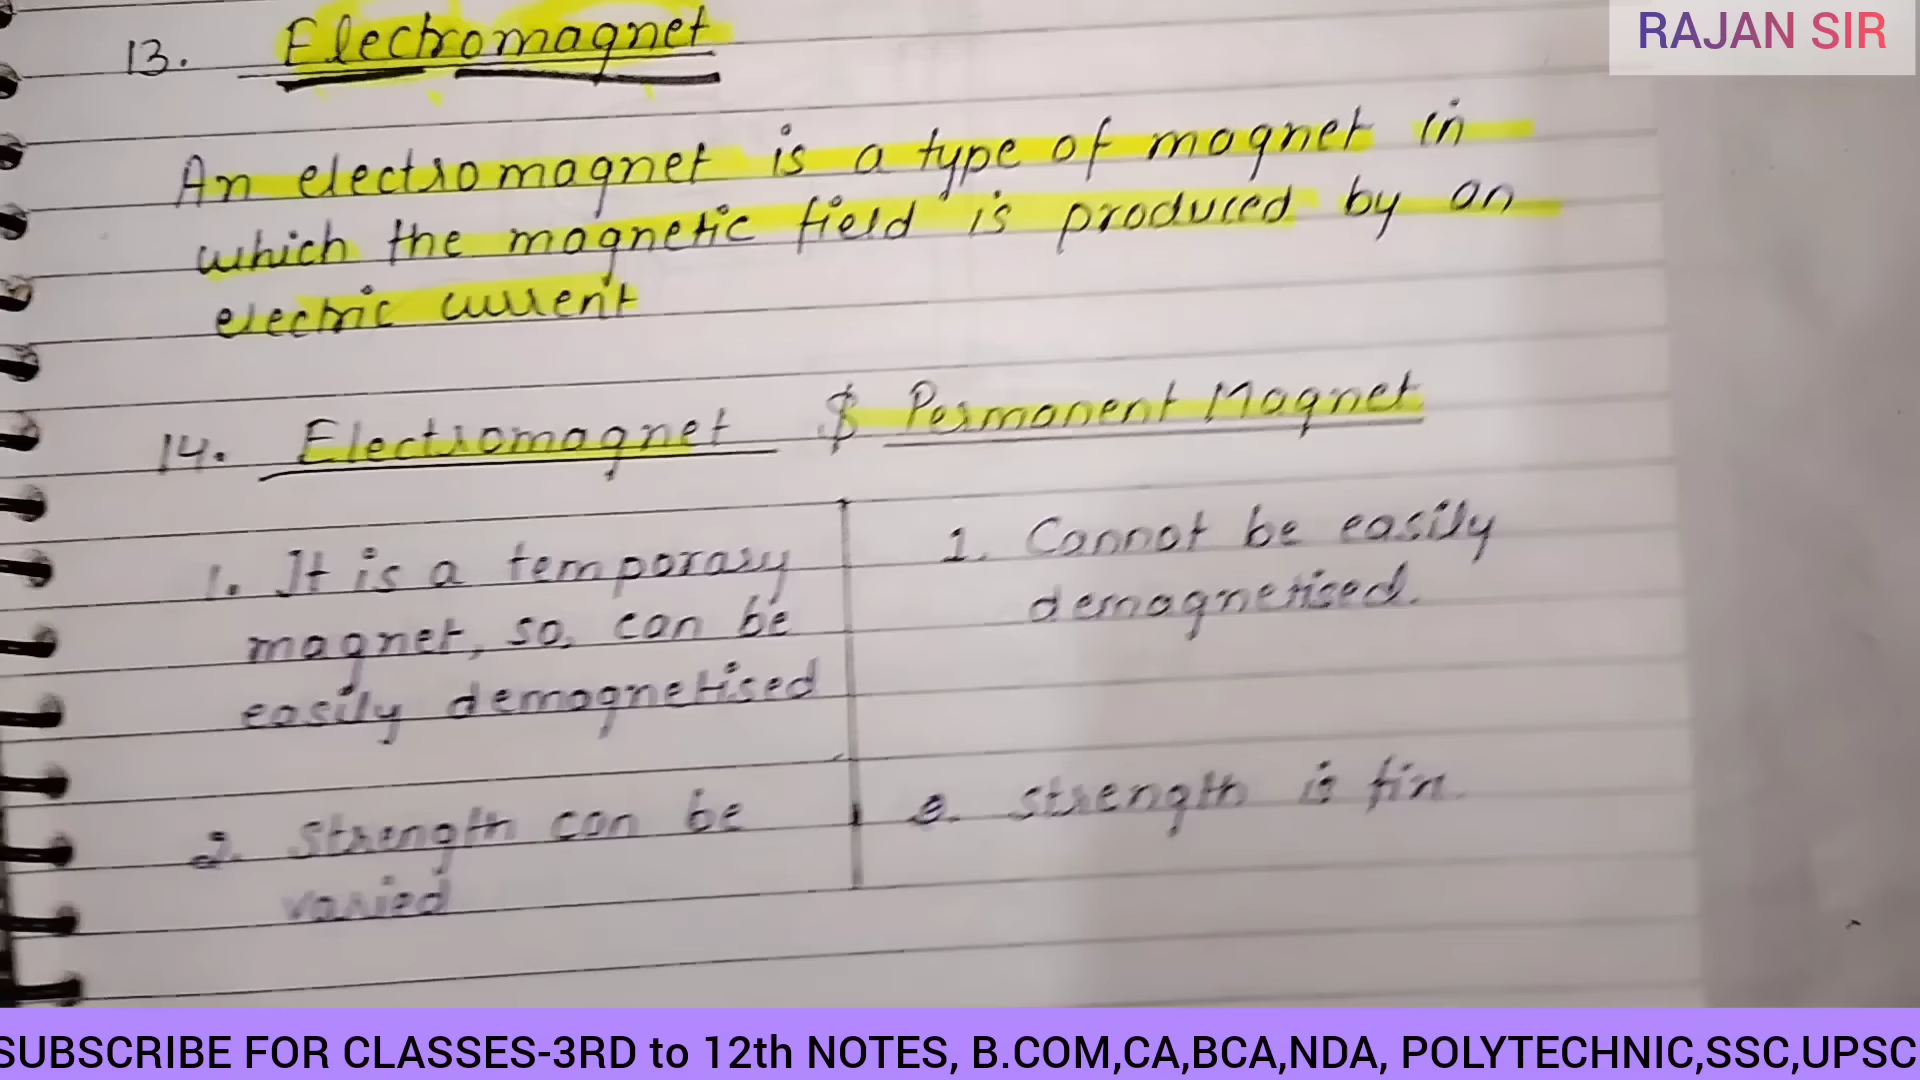 RAJAN SIR
13. Electromagnet
An electromagnet is a type of magnet in
which the magnetic field is produced by an
electric current
14. Electromagnet $ Permanent Magnet
1. It is a temporary
magnet, so, can be
easily demagnetised
1. Cannot be easily
demagnetised.
2. Strength can be
varied
2. Strength is fix
SUBSCRIBE FOR CLASSES-3RD to 12th NOTES, B.COM,CA,BCA,NDA, POLYTECHNIC,SSC,UPSC